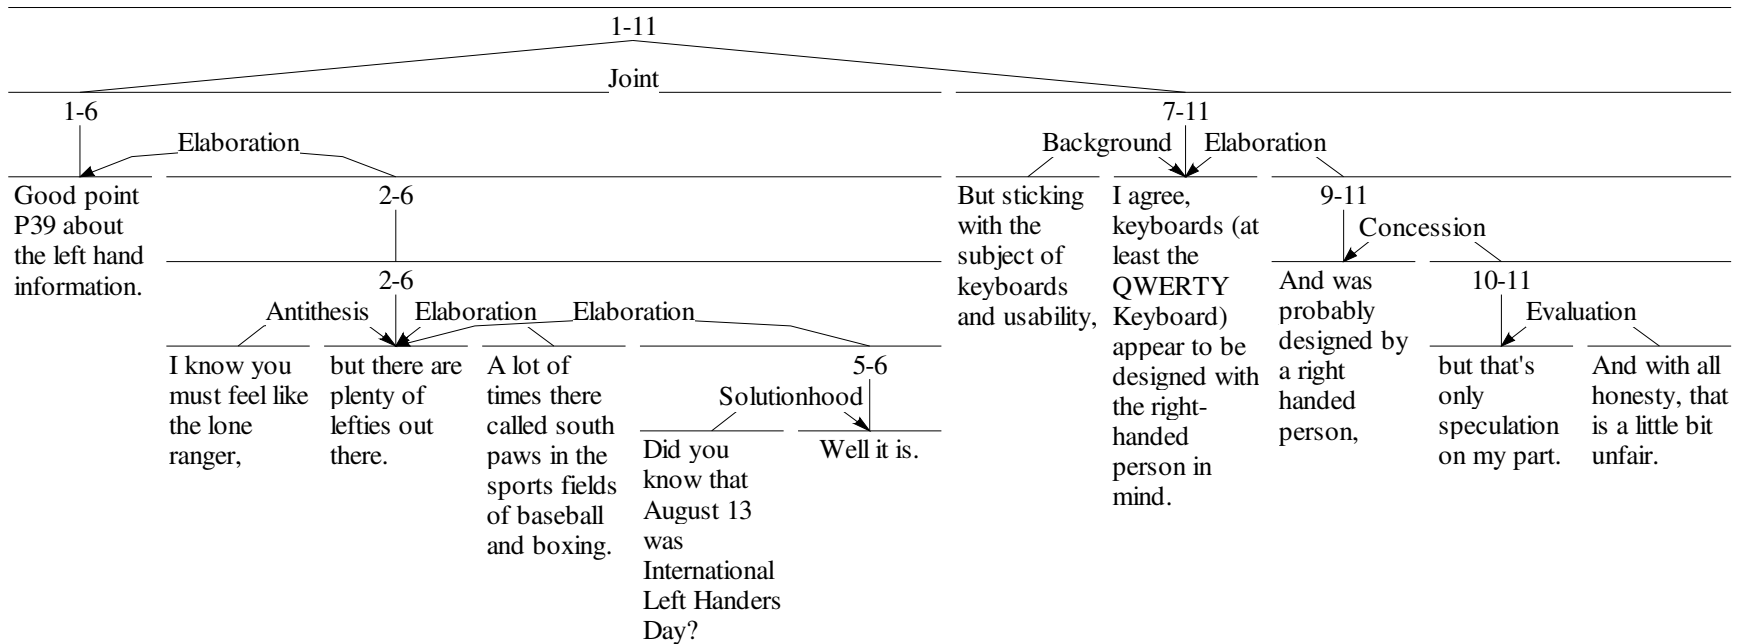 1-11
Joint
1-6
7-11
Elaboration
Background
Elaboration
Good point
P39 about
the left hand
information.
2-6
But sticking
with the
subject of
keyboards
and usability,
I agree,
keyboards (at
least the
QWERTY
Keyboard)
appear to be
designed with
the right-
handed
person in
mind.
9-11
Concession
2-6
Antithesis
Elaboration
Elaboration
And was
probably
designed by
a right
handed
person,
10-11
Evaluation
I know you
must feel like
the lone
ranger,
but there are
plenty of
lefties out
there.
A lot of
times there
called south
paws in the
sports fields
of baseball
and boxing.
5-6
Solutionhood
but that's
only
speculation
on my part.
And with all
honesty, that
is a little bit
unfair.
Did you
know that
August 13
was
International
Left Handers
Day?
Well it is.